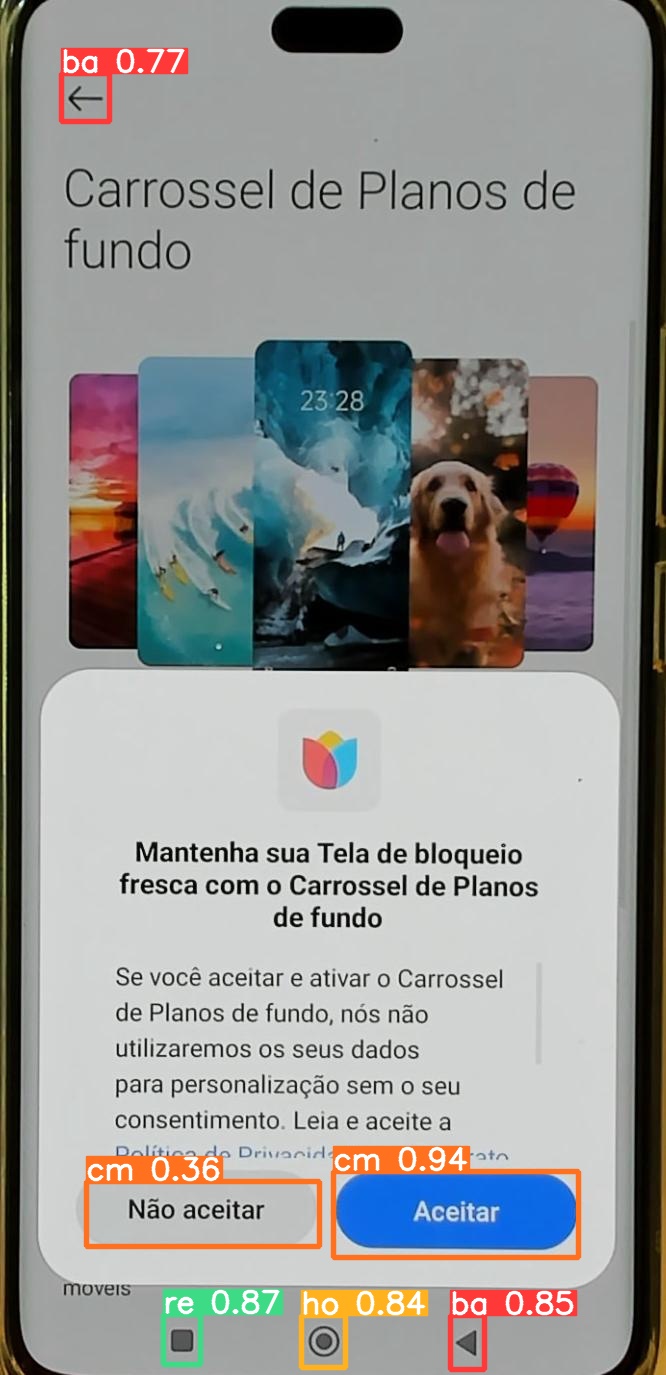 ba 0.77
Carrossel de Planos de
fundo
23:28
Mantenha sua Tela de bloqueio
fresca com o Carrossel de Planos
de fundo
Se você aceitar e ativar o Carrossel
de Planos de fundo, nós não
utilizaremos os seus dados
para personalização sem o seu
consentimento. Leia e aceite a
Política de
cm 0.36
cm 0.94
Não aceitar
Aceitar
móveis
re 0.87
ho 0.84
ba 0.85